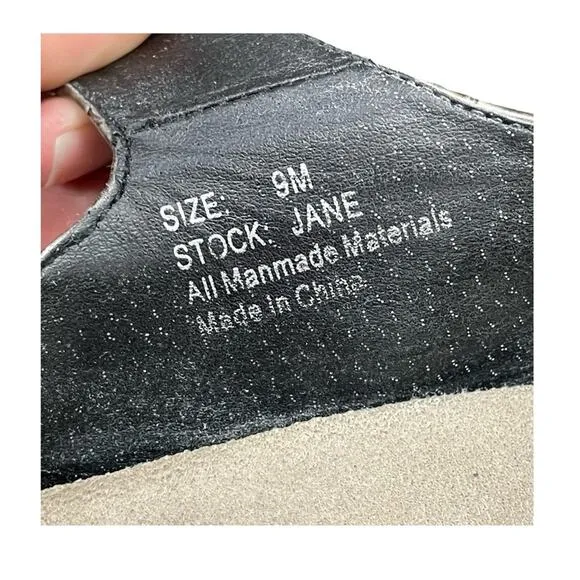 SIZE: 9M
STOCK: JANE
All Manmade Materials
Made in China